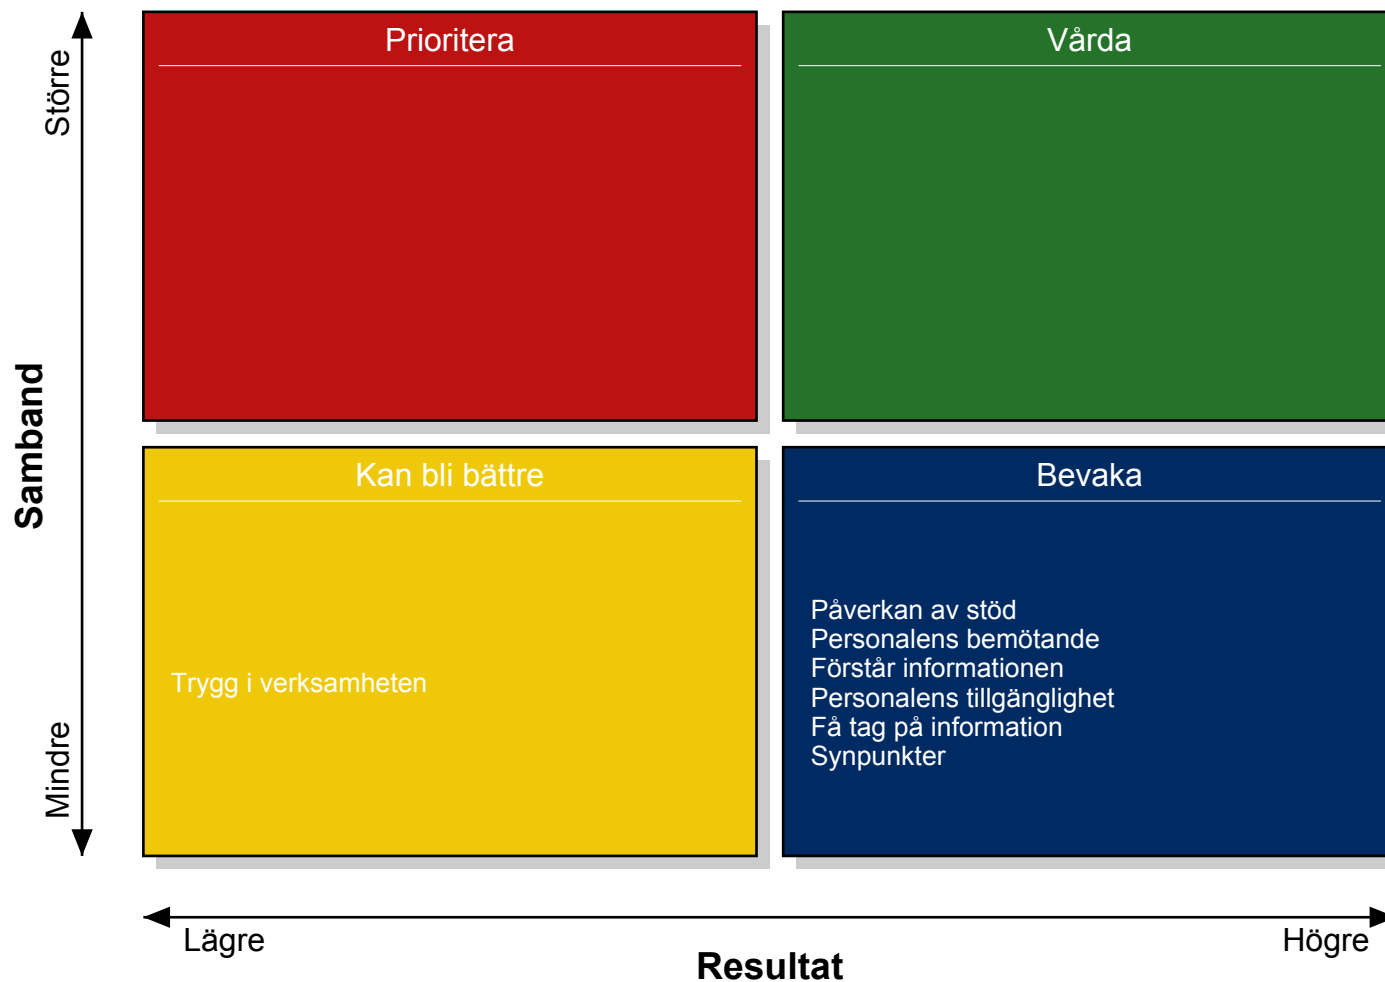 Prioritera
Vårda
Större
Samband
Mindre
Kan bli bättre
Trygg i verksamheten
Bevaka
Påverkan av stöd
Personalens bemötande
Förstår informationen
Personalens tillgänglighet
Få tag på information
Synpunkter
Lägre
Högre
Resultat